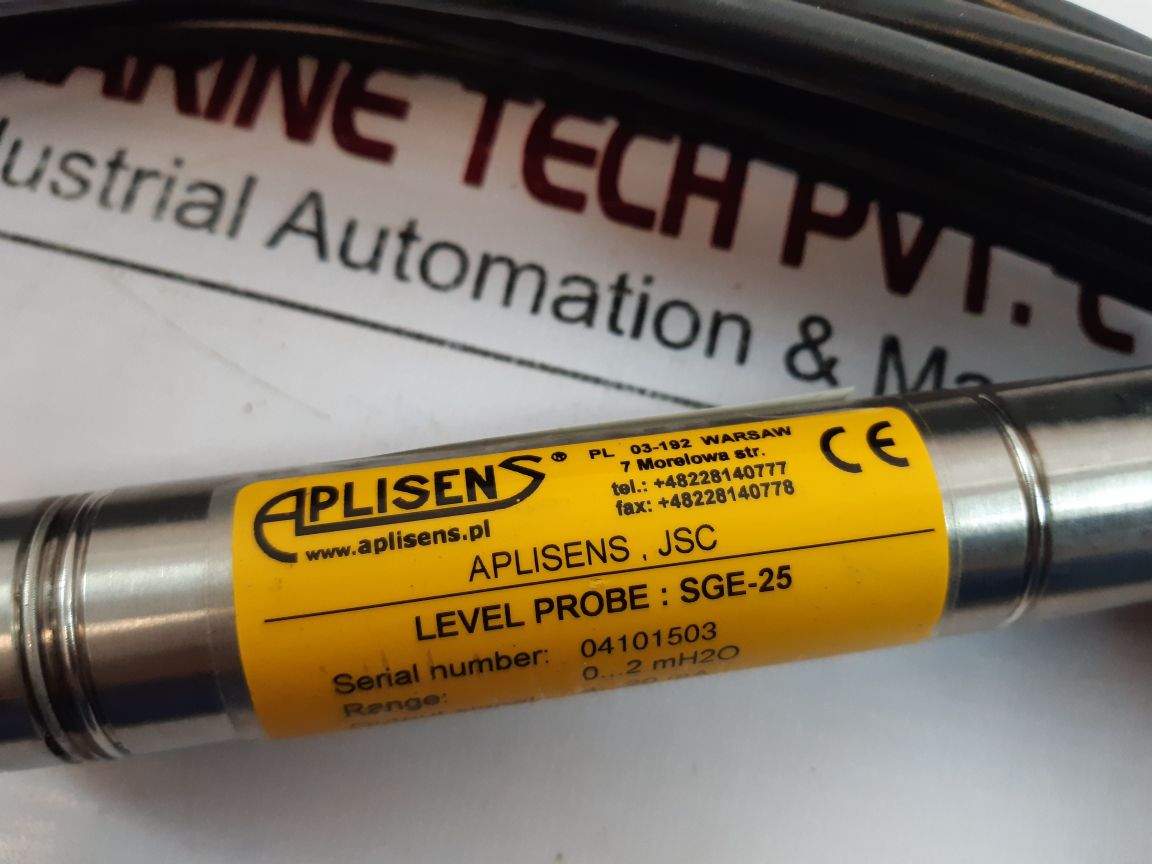 ARINE TECH PVT. C
dustrial Automation & Ma
APLISENS®
www.aplisens.pl
PL 03-192 WARSAW
7 Morelowa str.
tel.: +48228140777
fax: +48228140778
CE
APLISENS , JSC
LEVEL PROBE : SGE-25
Serial number: 04101503
Range: 0...2 mH2O